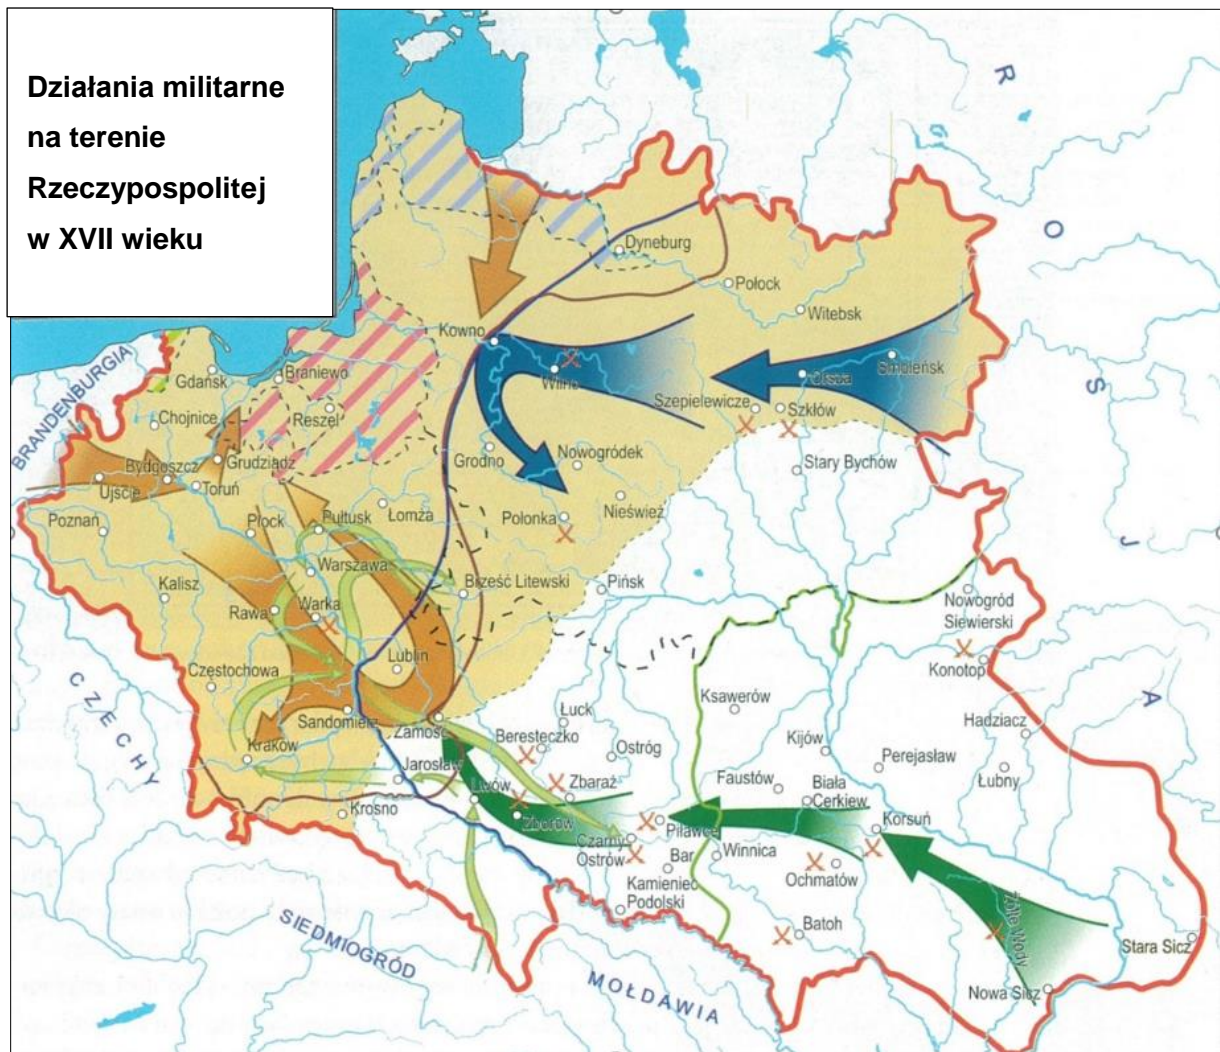 Działania militarne
na terenie
Rzeczypospolitej
w XVII wieku
R O S J A
BRANDENBURGIA
CZECHY
SIEDMIOGRÓD
MOŁDAWIA
Dyneburg
Połock
Witebsk
Kowno
Wilno
Orsza
Smoleńsk
Gdańsk
Braniewo
Chojnice
Reszel
Szepielewicze
Szkłów
Grodno
Nowogródek
Stary Bychów
Bydgoszcz
Grudziądz
Ujście
Toruń
Poznań
Płock
Pułtusk
Łomża
Połonka
Nieśwież
Warszawa
Kalisz
Rawa
Warka
Brześć Litewski
Pińsk
Nowogród
Siewierski
Konotop
Częstochowa
Lublin
Ksawerów
Sandomierz
Zamość
Łuck
Beresteczko
Ostróg
Kijów
Hadziacz
Perejasław
Łubny
Kraków
Jarosław
Lwów
Zbaraż
Faustów
Biała
Cerkiew
Krosno
Zborów
Korsuń
Czarny
Ostrów
Piławce
Bar
Winnica
Ochmatów
Kamieniec
Podolski
Batoh
Żółte Wody
Stara Sicz
Nowa Sicz